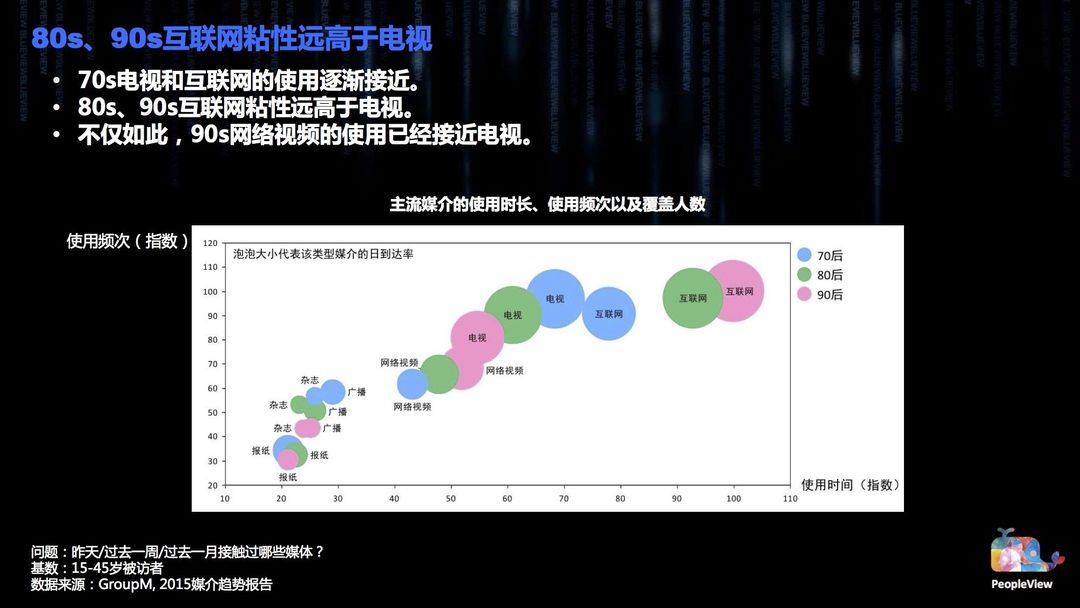 80s、90s互联网粘性远高于电视
• 70s电视和互联网的使用逐渐接近。
• 80s、90s互联网粘性远高于电视。
• 不仅如此，90s网络视频的使用已经接近电视。
主流媒介的使用时长、使用频次以及覆盖人数
使用频次（指数）
泡泡大小代表该类型媒介的日到达率
120
110
100
90
80
70
60
50
40
30
20
10 20 30 40 50 60 70 80 90 100 110
使用时间（指数）
70后
80后
90后
互联网
互联网
电视
互联网
电视
电视
网络视频
网络视频
网络视频
杂志
广播
杂志
广播
杂志
广播
报纸
报纸
报纸
问题：昨天/过去一周/过去一月接触过哪些媒体？
基数：15-45岁被访者
数据来源：GroupM, 2015媒介趋势报告
PeopleView